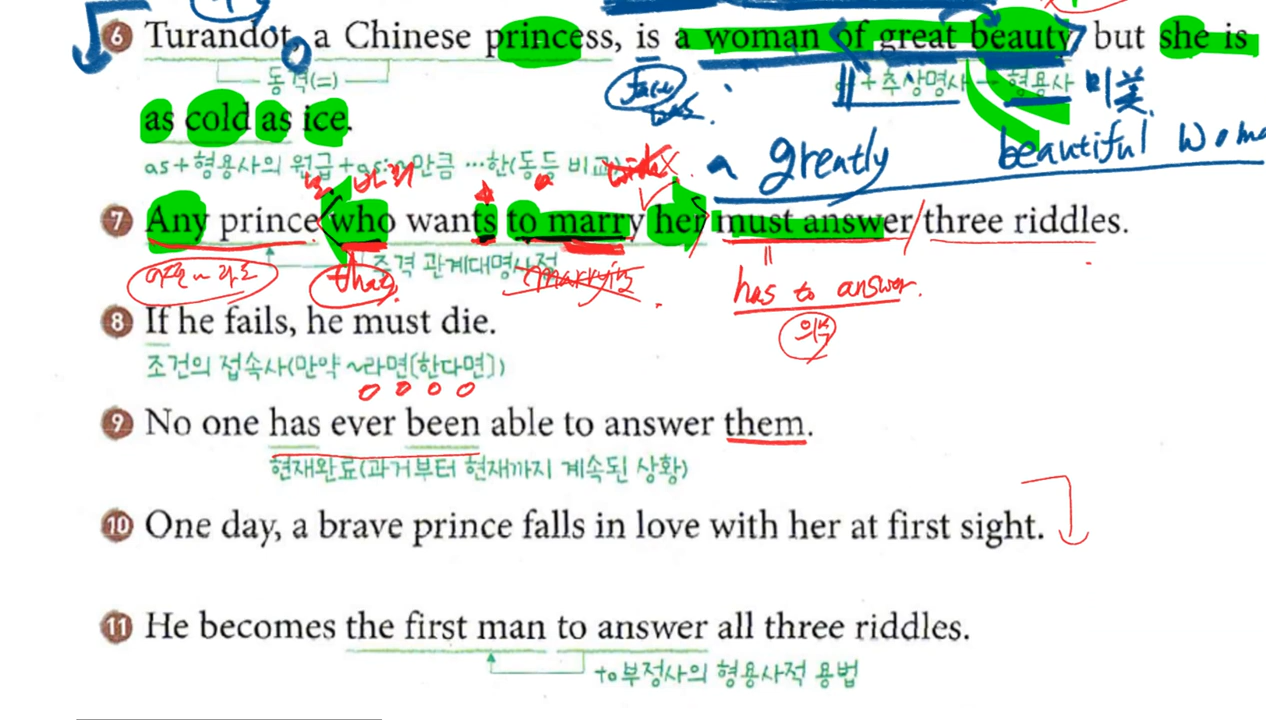 6 Turandot, a Chinese princess, is a woman of great beauty but she is
동격(=)
+추상명사 → 형용사
미美
as cold as ice.
as+형용사의 원급+as: ~만큼 …한(동등 비교)
a greatly beautiful
7 Any prince who wants to marry her must answer three riddles.
주격 관계대명사절
that
has to answer.
8 If he fails, he must die.
조건의 접속사(만약 ~라면[한다면])
9 No one has ever been able to answer them.
현재완료(과거부터 현재까지 계속된 상황)
10 One day, a brave prince falls in love with her at first sight.
11 He becomes the first man to answer all three riddles.
to부정사의 형용사적 용법